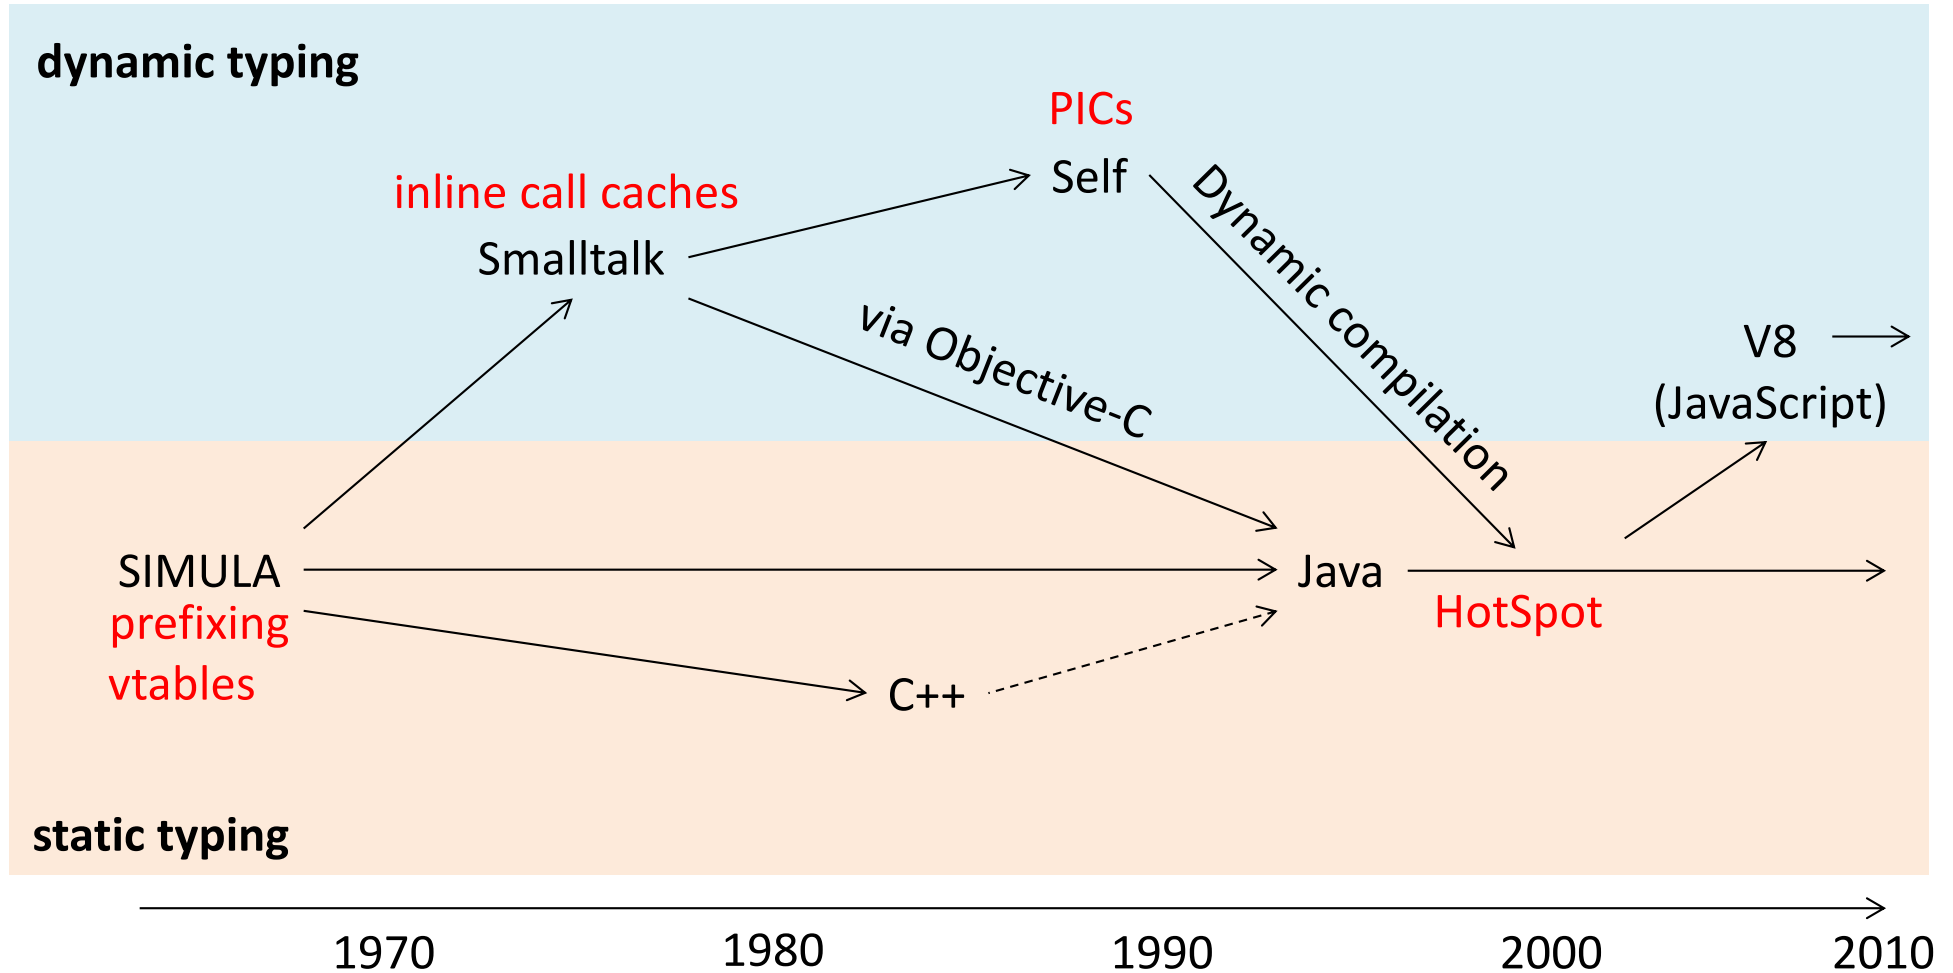 dynamic typing
PICs
Self
inline call caches
Smalltalk
Dynamic compilation
via Objective-C
V8
(JavaScript)
SIMULA
prefixing
vtables
Java
HotSpot
C++
static typing
1970
1980
1990
2000
2010